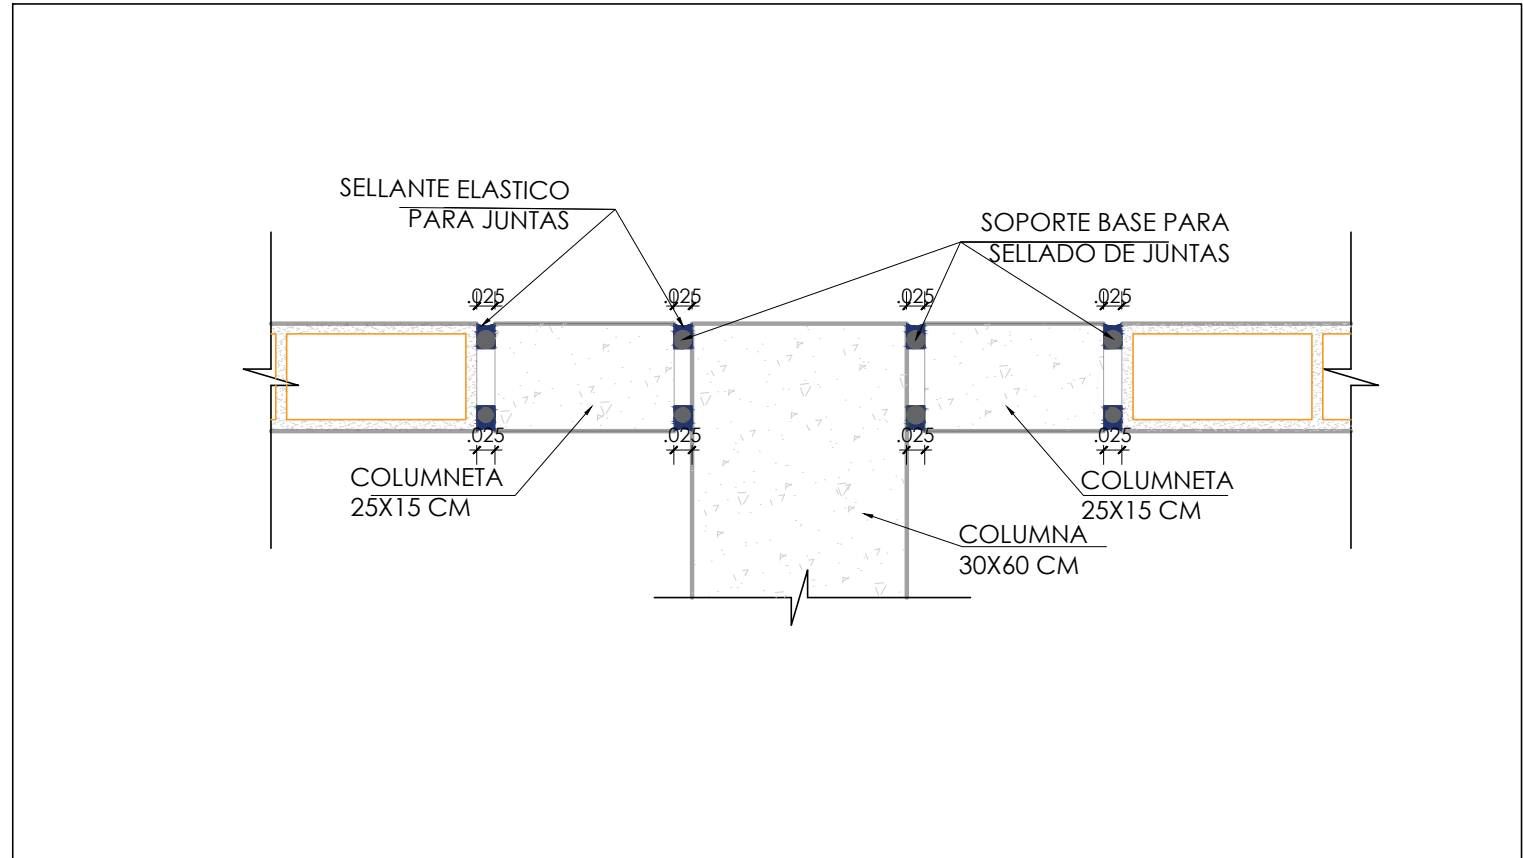 SELLANTE ELASTICO
PARA JUNTAS
SOPORTE BASE PARA
SELLADO DE JUNTAS
.025
.025
.025
.025
.025
.025
.025
.025
COLUMNETA
25X15 CM
COLUMNETA
25X15 CM
COLUMNA
30X60 CM